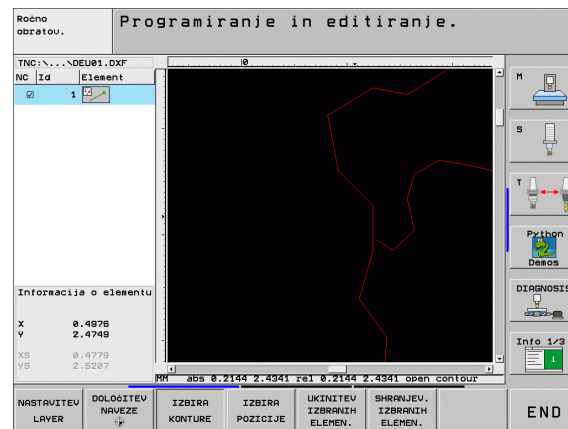 Ročno
obratov.
Programiranje in editiranje.
TNC:\...\DEU01.DXF
NC Id Element
1
0
M
S
T
Python
Demos
DIAGNOSIS
Info 1/3
Informacija o elementu
X 0.4976
Y 2.4749
XS 0.4779
YS 2.5207
MM abs 0.2144 2.4341 rel 0.2144 2.4341 open contour
NASTAVITEV
LAYER
DOLOČITEV
NAVEZE
IZBIRA
KONTURE
IZBIRA
POZICIJE
UKINITEV
IZBRANIH
ELEMEN.
SHRANJEV.
IZBRANIH
ELEMEN.
END